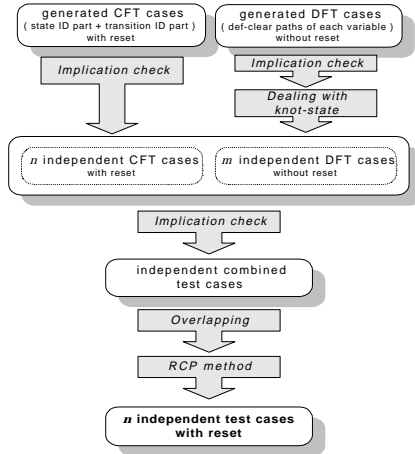 generated CFT cases
( state ID part + transition ID part )
with reset
generated DFT cases
( def-clear paths of each variable )
without reset
Implication check
Implication check
Dealing with
knot-state
n independent CFT cases
with reset
m independent DFT cases
without reset
Implication check
independent combined
test cases
Overlapping
RCP method
n independent test cases
with reset